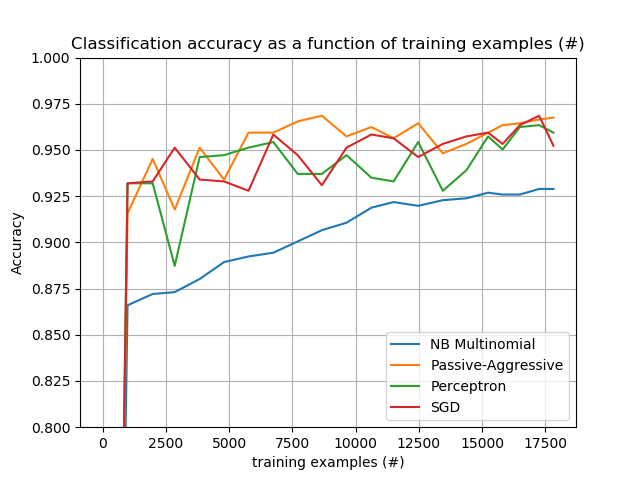 Classification accuracy as a function of training examples (#)
1.000
0.975
0.950
0.925
0.900
0.875
0.850
0.825
0.800
Accuracy
NB Multinomial
Passive-Aggressive
Perceptron
SGD
0 2500 5000 7500 10000 12500 15000 17500
training examples (#)